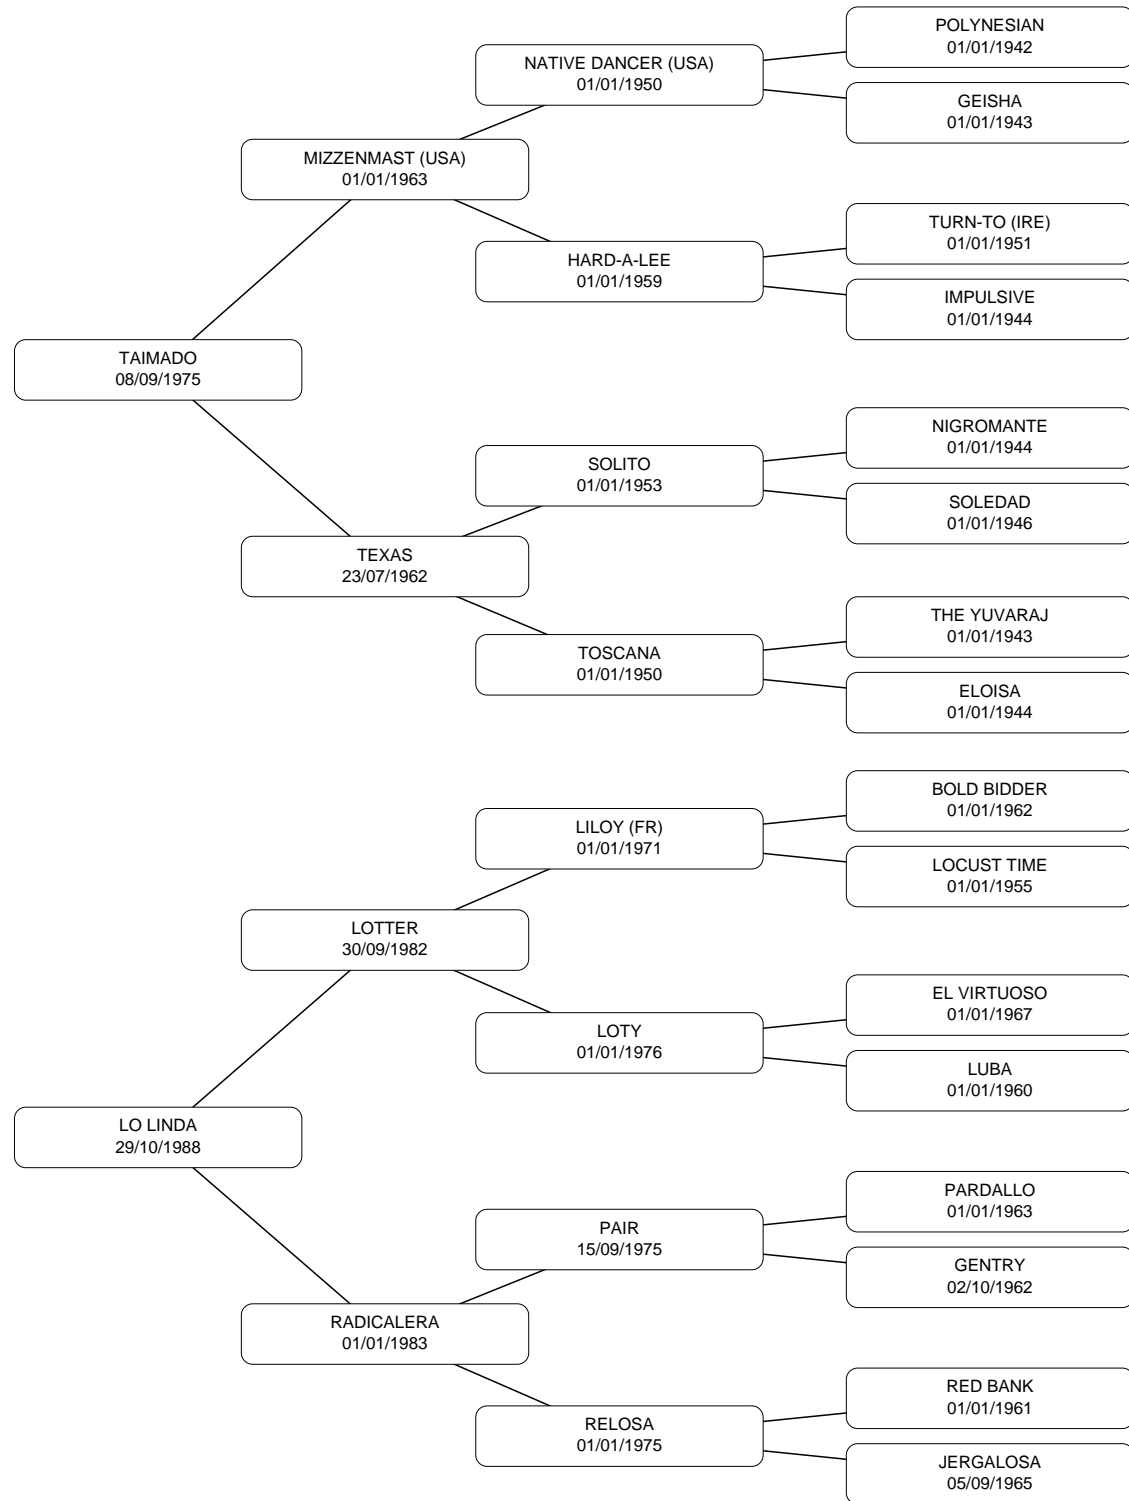 POLYNESIAN
01/01/1942
NATIVE DANCER (USA)
01/01/1950
GEISHA
01/01/1943
MIZZENMAST (USA)
01/01/1963
TURN-TO (IRE)
01/01/1951
HARD-A-LEE
01/01/1959
IMPULSIVE
01/01/1944
TAIMADO
08/09/1975
NIGROMANTE
01/01/1944
SOLITO
01/01/1953
SOLEDAD
01/01/1946
TEXAS
23/07/1962
THE YUVARAJ
01/01/1943
TOSCANA
01/01/1950
ELOISA
01/01/1944
BOLD BIDDER
01/01/1962
LILOY (FR)
01/01/1971
LOCUST TIME
01/01/1955
LOTTER
30/09/1982
EL VIRTUOSO
01/01/1967
LOTY
01/01/1976
LUBA
01/01/1960
LO LINDA
29/10/1988
PARDALLO
01/01/1963
PAIR
15/09/1975
GENTRY
02/10/1962
RADICALERA
01/01/1983
RED BANK
01/01/1961
RELOSA
01/01/1975
JERGALOSA
05/09/1965